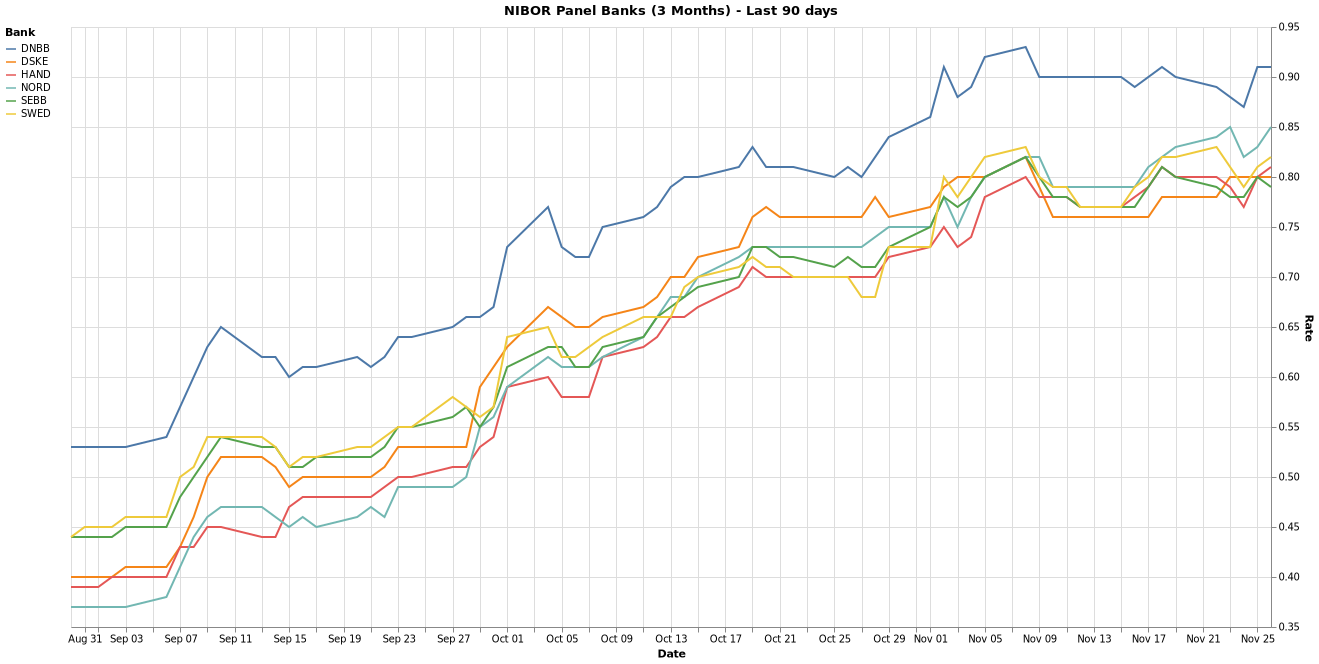 NIBOR Panel Banks (3 Months) - Last 90 days
Bank
DNBB
DSKE
HAND
NORD
SEBB
SWED
0.95
0.90
0.85
0.80
0.75
0.70
0.65
0.60
0.55
0.50
0.45
0.40
0.35
Rate
Aug 31 Sep 03 Sep 07 Sep 11 Sep 15 Sep 19 Sep 23 Sep 27 Oct 01 Oct 05 Oct 09 Oct 13 Oct 17 Oct 21 Oct 25 Oct 29 Nov 01 Nov 05 Nov 09 Nov 13 Nov 17 Nov 21 Nov 25
Date